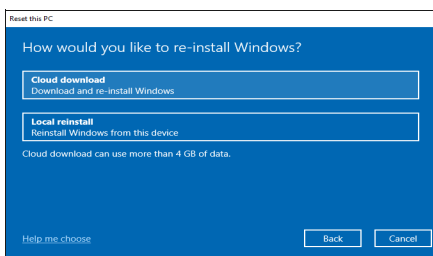 Reset this PC
How would you like to re-install Windows?
Cloud download
Download and re-install Windows
Local reinstall
Reinstall Windows from this device
Cloud download can use more than 4 GB of data.
Help me choose
Back
Cancel